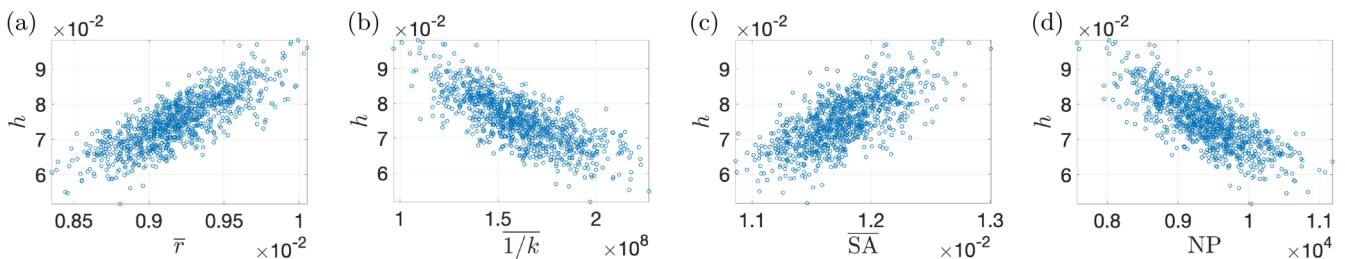 (a)
×10⁻²
h
9
8
7
6
0.85 0.9 0.95 1
r̅
×10⁻²
(b)
×10⁻²
h
9
8
7
6
1 1.5 2
1/k
×10⁸
(c)
×10⁻²
h
9
8
7
6
1.1 1.2 1.3
SA
×10⁻²
(d)
×10⁻²
h
9
8
7
6
0.8 0.9 1 1.1
NP
×10⁴